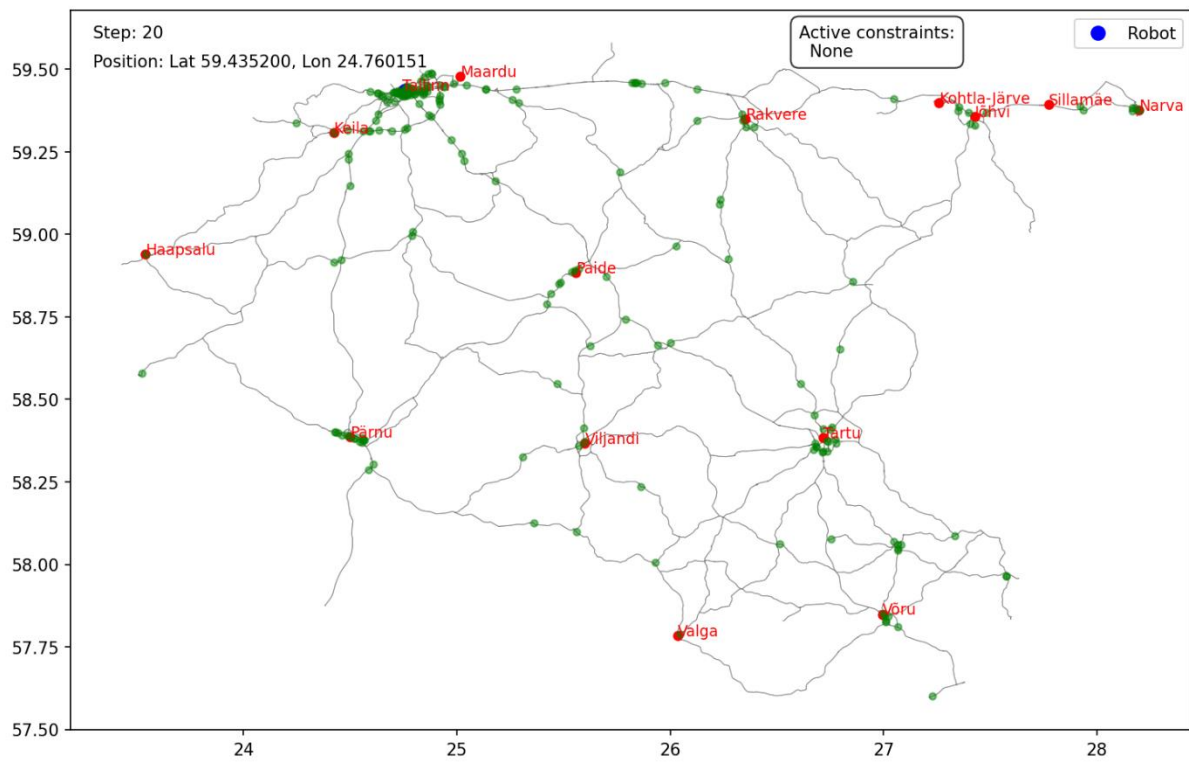 Step: 20
Position: Lat 59.435200, Lon 24.760151
Active constraints:
None
Robot
59.50
59.25
59.00
58.75
58.50
58.25
58.00
57.75
57.50
Tallinn
Maardu
Keila
Rakvere
Kohtla-Järve
Jõhvi
Sillamäe
Narva
Haapsalu
Paide
Pärnu
Viljandi
Tartu
Valga
Võru
24
25
26
27
28